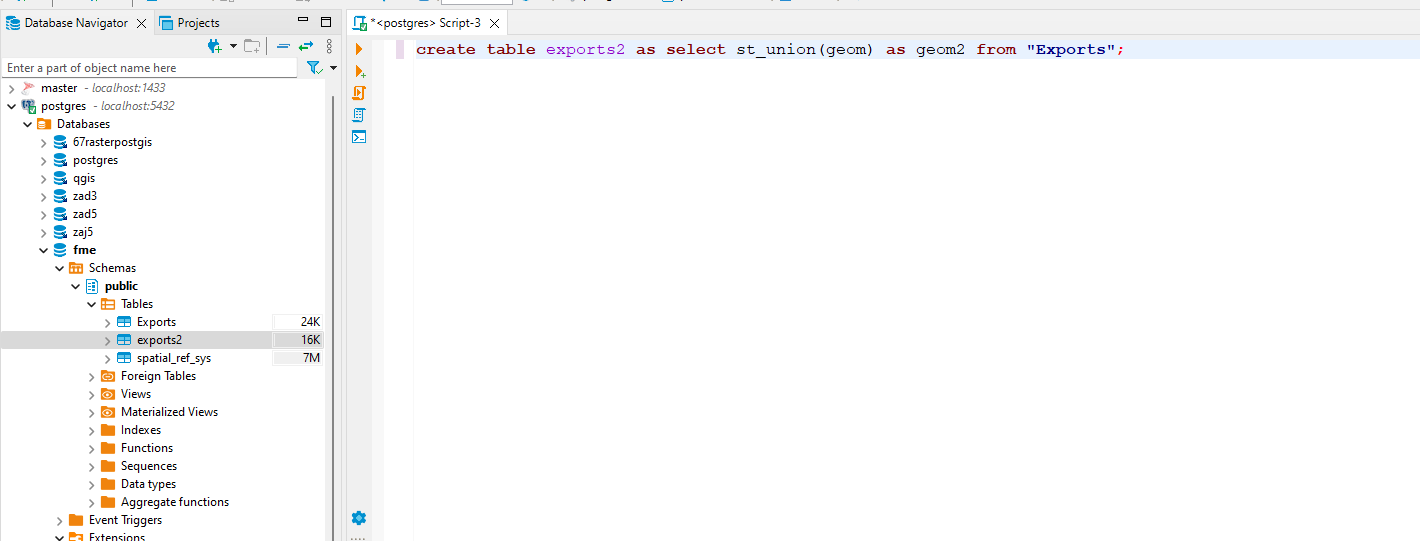 Database Navigator
Projects
*<postgres> Script-3
Enter a part of object name here
create table exports2 as select st_union(geom) as geom2 from "Exports";
master - localhost:1433
postgres - localhost:5432
Databases
67rasterpostgis
postgres
qgis
zad3
zad5
zaj5
fme
Schemas
public
Tables
Exports 24K
exports2 16K
spatial_ref_sys 7M
Foreign Tables
Views
Materialized Views
Indexes
Functions
Sequences
Data types
Aggregate functions
Event Triggers
Extensions